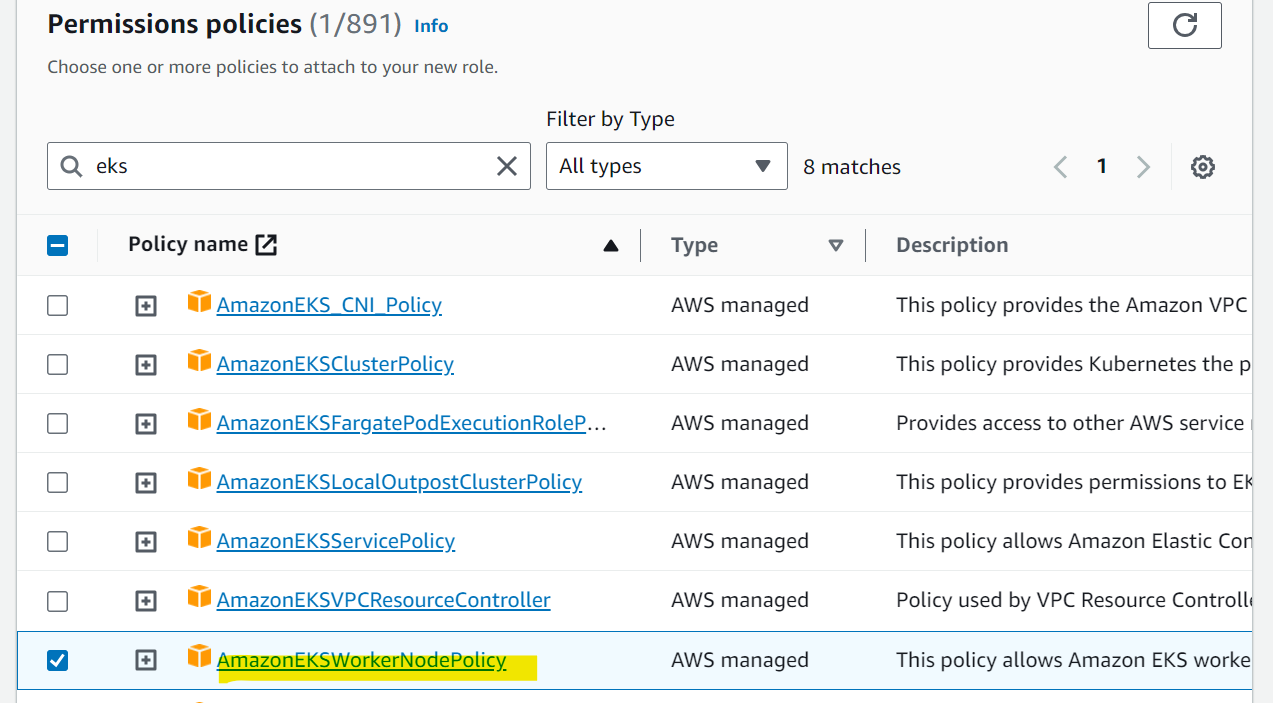 Permissions policies (1/891) Info
Choose one or more policies to attach to your new role.
Filter by Type
eks All types 8 matches 1
Policy name Type Description
AmazonEKS_CNI_Policy AWS managed This policy provides the Amazon VPC
AmazonEKSClusterPolicy AWS managed This policy provides Kubernetes the p
AmazonEKSFargatePodExecutionRoleP... AWS managed Provides access to other AWS service
AmazonEKSLocalOutpostClusterPolicy AWS managed This policy provides permissions to EK
AmazonEKSServicePolicy AWS managed This policy allows Amazon Elastic Con
AmazonEKSVPCResourceController AWS managed Policy used by VPC Resource Controlle
AmazonEKSWorkerNodePolicy AWS managed This policy allows Amazon EKS worke